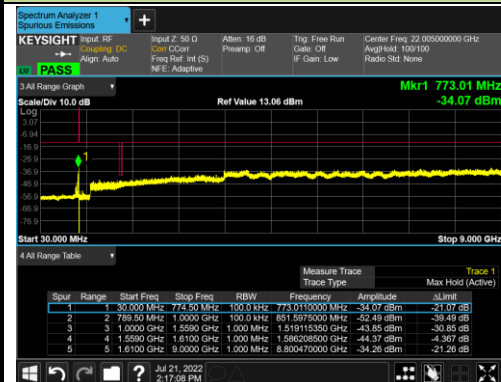 Spectrum Analyzer 1
Spurious Emissions
KEYSIGHT Input: RF Input Z: 50 Ω Atten: 16 dB Trig: Free Run Center Freq: 22.005000000 GHz
Coupling: DC Corr CCorr Preamp: Off Gate: Off Avg|Hold: 100/100
Align: Auto Freq Ref: Int (S) IF Gain: Low Radio Std: None
NFE: Adaptive
PASS
3 All Range Graph Mkr1 773.01 MHz
Scale/Div 10.0 dB Ref Value 13.06 dBm -34.07 dBm
Log
3.07
-6.94
-16.9
-26.9
-36.9
-46.9
-56.9
-66.9
-76.9
1
Start 30.000 MHz Stop 9.000 GHz
4 All Range Table
Measure Trace Trace 1
Trace Type Max Hold (Active)
Spur Range Start Freq Stop Freq RBW Frequency Amplitude ΔLimit
1 1 30.000 MHz 774.50 MHz 100.0 kHz 773.0110000 MHz -34.07 dBm -21.07 dB
2 2 789.50 MHz 1.0000 GHz 100.0 kHz 851.5975000 MHz -52.49 dBm -39.49 dB
3 3 1.0000 GHz 1.5590 GHz 1.000 MHz 1.519115350 GHz -43.85 dBm -30.85 dB
4 4 1.5590 GHz 1.6100 GHz 1.000 MHz 1.586208500 GHz -44.37 dBm -4.367 dB
5 5 1.6100 GHz 9.0000 GHz 1.000 MHz 8.800470000 GHz -34.26 dBm -21.26 dB
Jul 21, 2022
2:17:08 PM